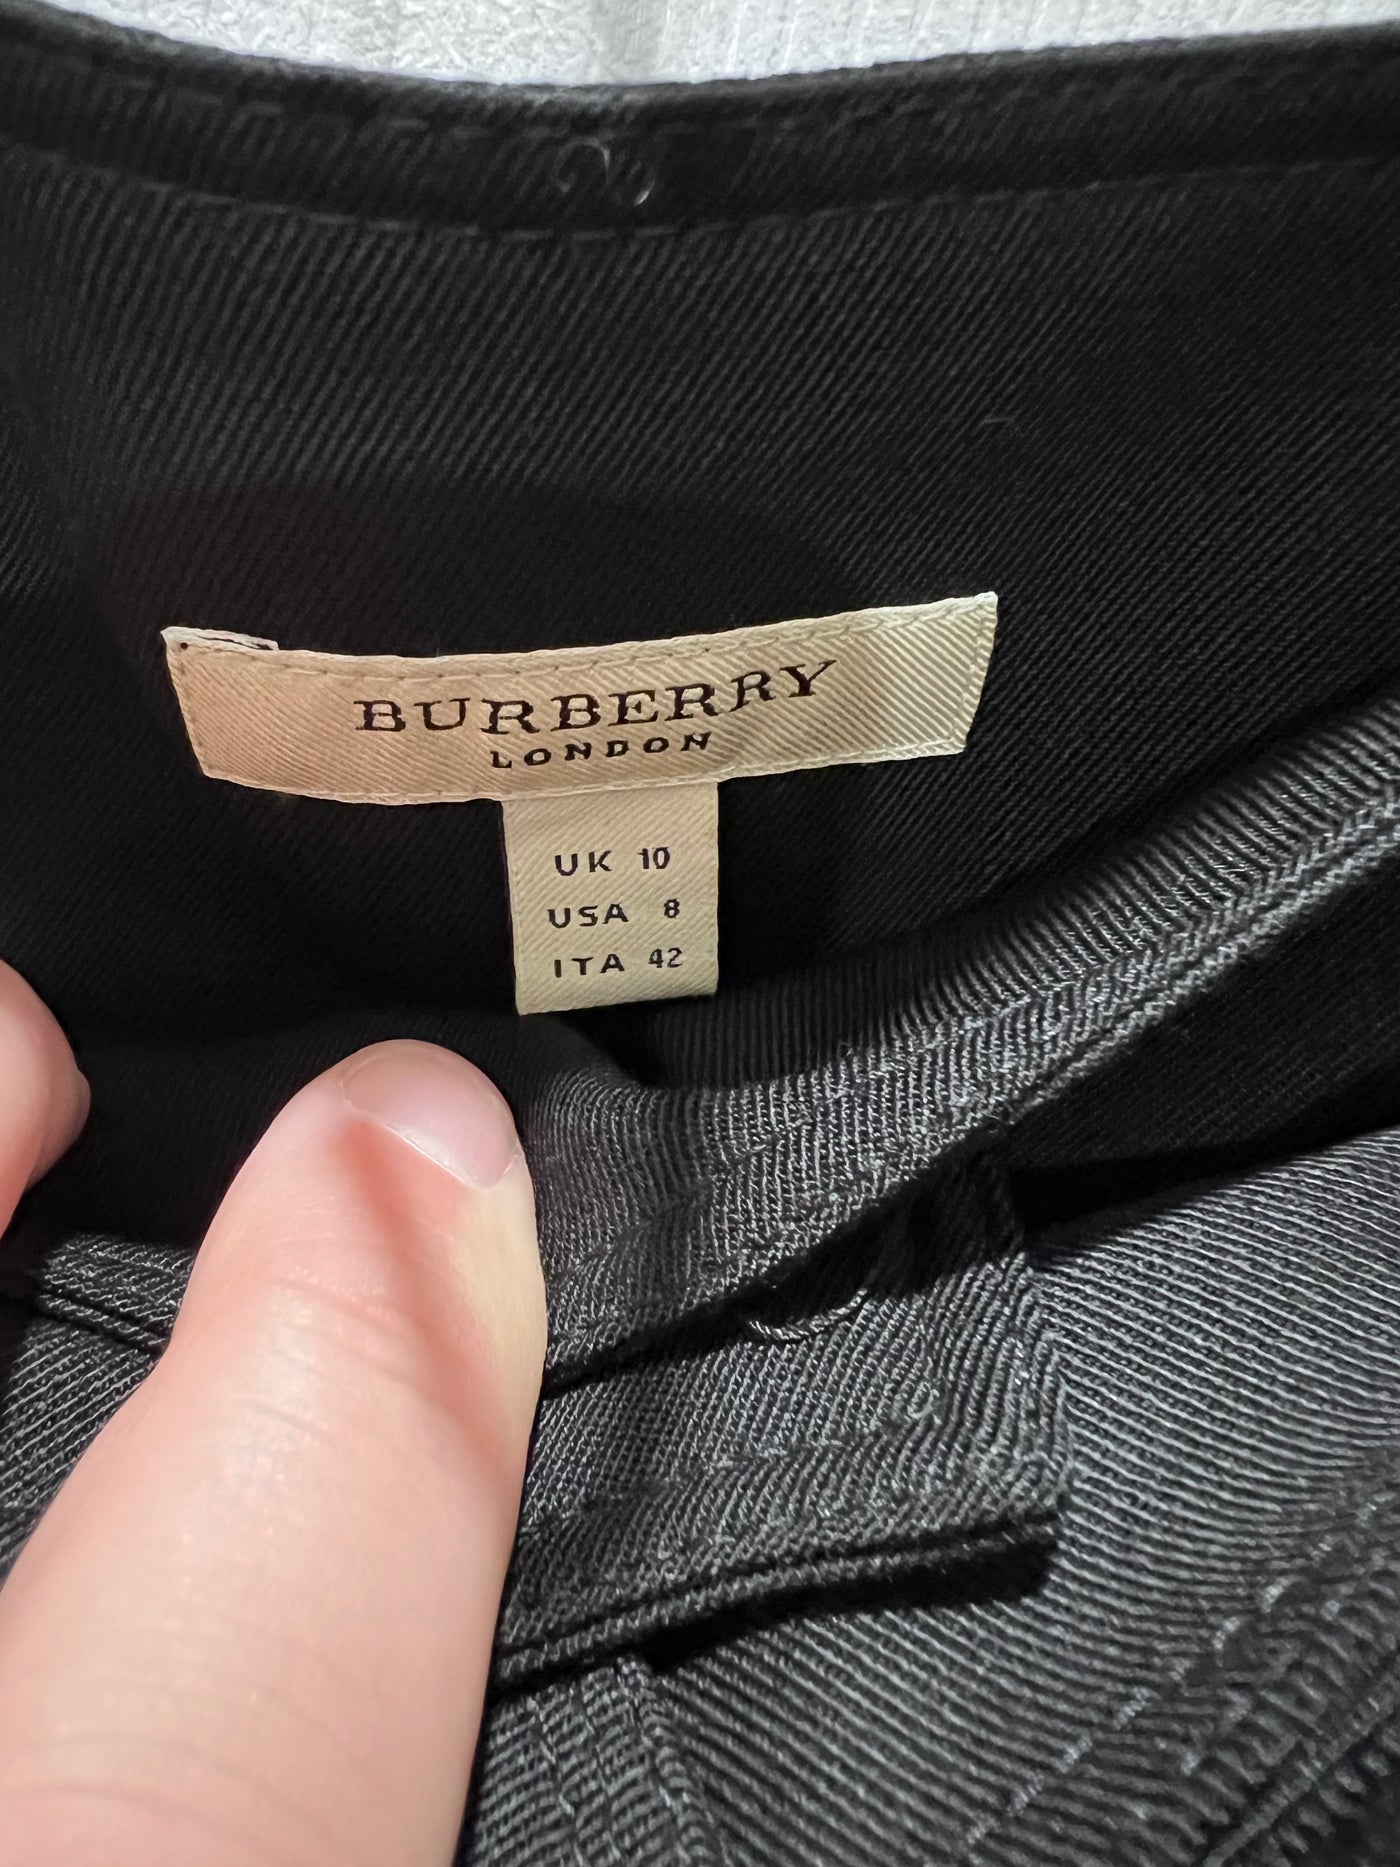 BURBERRY
LONDON
UK 10
USA 8
ITA 42